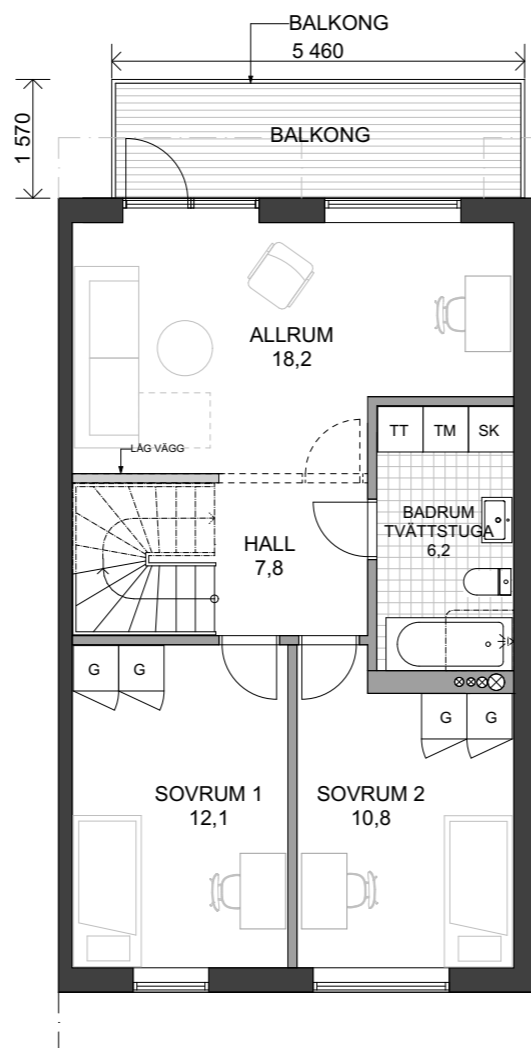 BALKONG
5 460
1 570
BALKONG
ALLRUM
18,2
LÅG VÄGG
TT TM SK
HALL
7,8
BADRUM
TVÄTTSTUGA
6,2
G G
G G
SOVRUM 1
12,1
SOVRUM 2
10,8